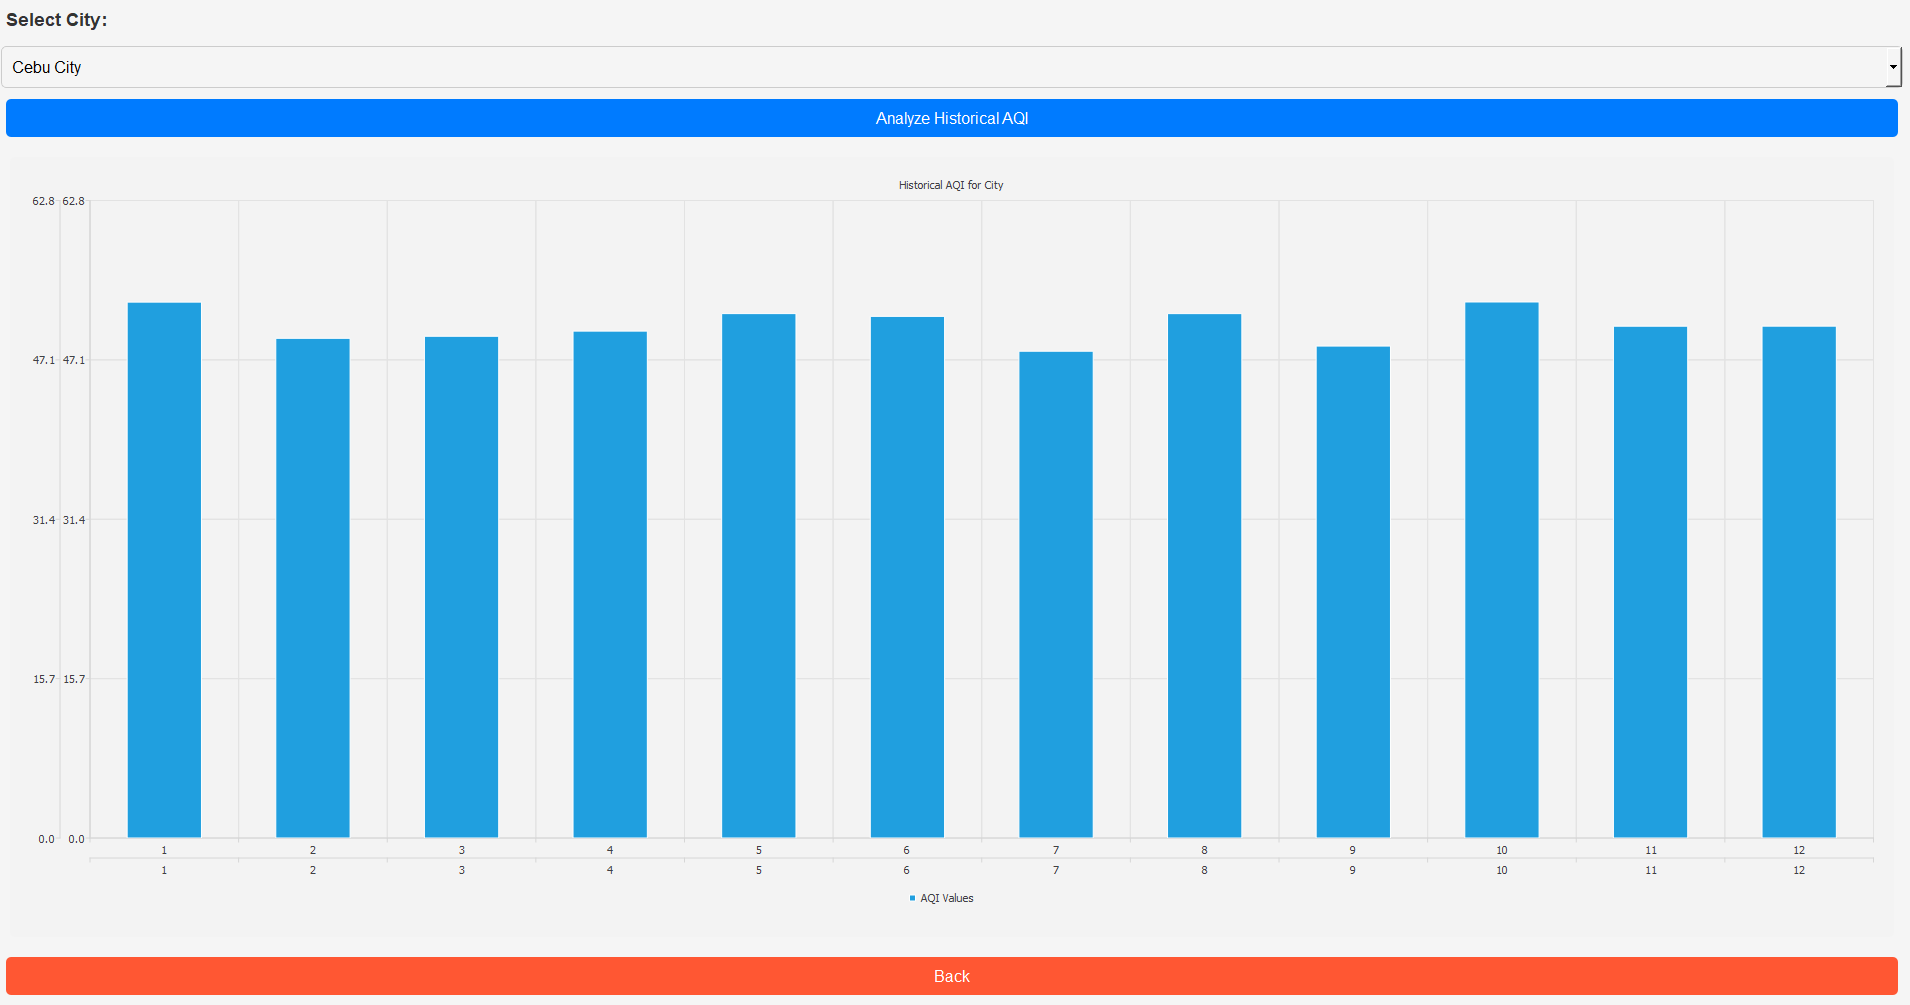 Select City:
Cebu City
Analyze Historical AQI
Historical AQI for City
62.8 62.8
47.1 47.1
31.4 31.4
15.7 15.7
0.0 0.0
1 2 3 4 5 6 7 8 9 10 11 12
1 2 3 4 5 6 7 8 9 10 11 12
AQI Values
Back